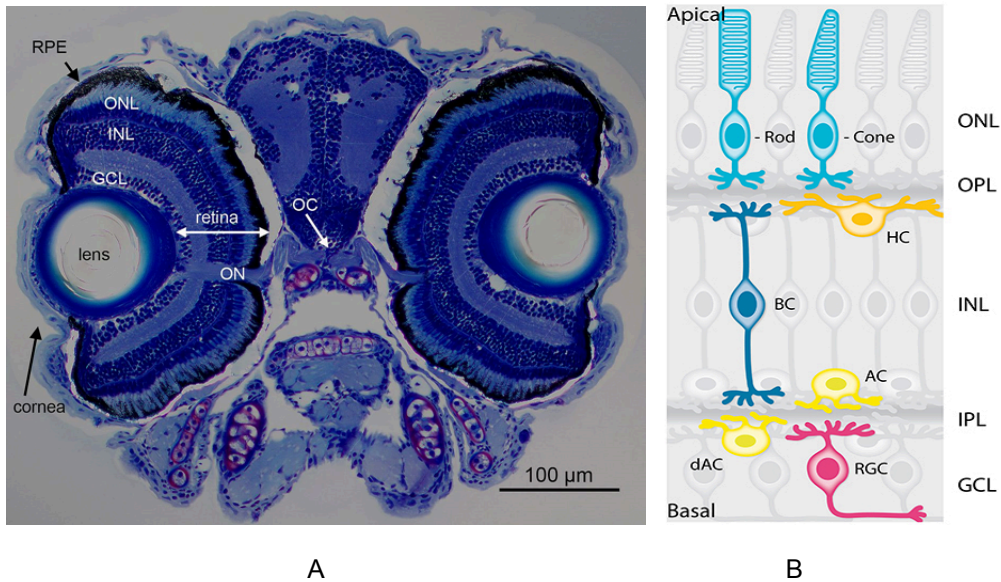 RPE
ONL
INL
GCL
retina
OC
ON
lens
cornea
100 µm
A
Apical
- Rod
- Cone
HC
BC
AC
dAC
RGC
Basal
ONL
OPL
INL
IPL
GCL
B